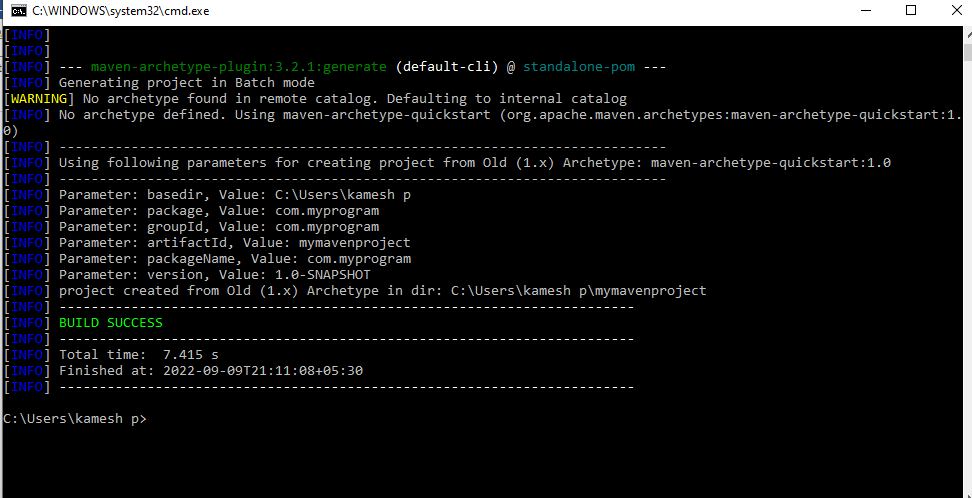 C:\WINDOWS\system32\cmd.exe
[INFO]
[INFO]
[INFO] --- maven-archetype-plugin:3.2.1:generate (default-cli) @ standalone-pom ---
[INFO] Generating project in Batch mode
[WARNING] No archetype found in remote catalog. Defaulting to internal catalog
[INFO] No archetype defined. Using maven-archetype-quickstart (org.apache.maven.archetypes:maven-archetype-quickstart:1.
0)
[INFO] ----------------------------------------------------------------------------
[INFO] Using following parameters for creating project from Old (1.x) Archetype: maven-archetype-quickstart:1.0
[INFO] ----------------------------------------------------------------------------
[INFO] Parameter: basedir, Value: C:\Users\kamesh p
[INFO] Parameter: package, Value: com.myprogram
[INFO] Parameter: groupId, Value: com.myprogram
[INFO] Parameter: artifactId, Value: mymavenproject
[INFO] Parameter: packageName, Value: com.myprogram
[INFO] Parameter: version, Value: 1.0-SNAPSHOT
[INFO] project created from Old (1.x) Archetype in dir: C:\Users\kamesh p\mymavenproject
[INFO] ------------------------------------------------------------------------
[INFO] BUILD SUCCESS
[INFO] ------------------------------------------------------------------------
[INFO] Total time:  7.415 s
[INFO] Finished at: 2022-09-09T21:11:08+05:30
[INFO] ------------------------------------------------------------------------
C:\Users\kamesh p>